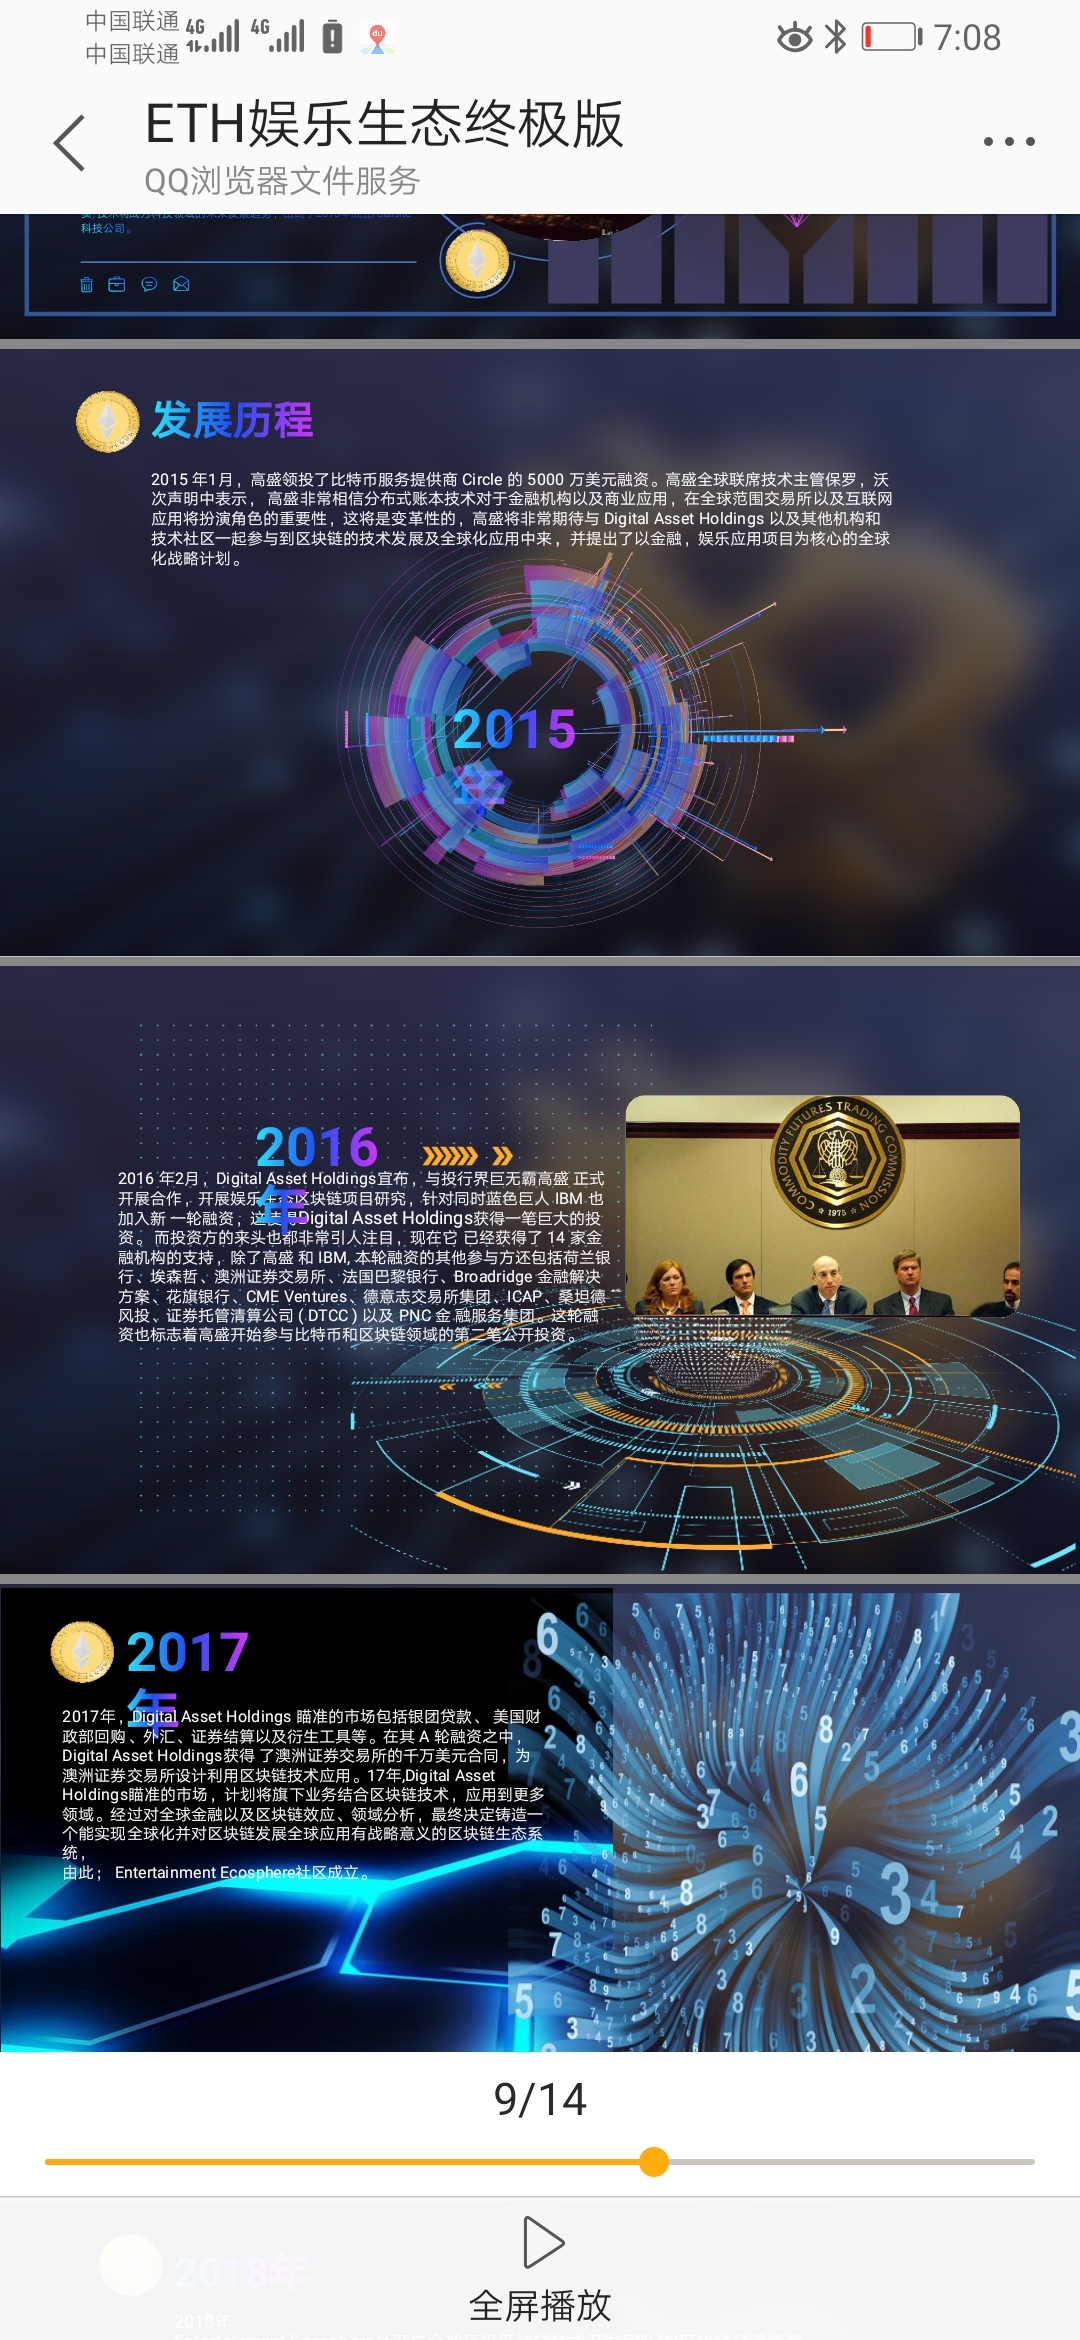 中国联通
中国联通
4G
4G
7:08
ETH娱乐生态终极版
QQ浏览器文件服务
科技公司。
发展历程
2015 年1月，高盛领投了比特币服务提供商 Circle 的 5000 万美元融资。高盛全球联席技术主管保罗，沃
次声明中表示，高盛非常相信分布式账本技术对于金融机构以及商业应用，在全球范围交易所以及互联网
应用将扮演角色的重要性，这将是变革性的，高盛将非常期待与 Digital Asset Holdings 以及其他机构和
技术社区一起参与到区块链的技术发展及全球化应用中来，并提出了以金融，娱乐应用项目为核心的全球
化战略计划。
2015
年
2016
年
2016 年2月，Digital Asset Holdings宣布，与投行界巨无霸高盛 正式
开展合作，开展娱乐 区块链项目研究，针对同时蓝色巨人 IBM 也
加入新 一轮融资， Digital Asset Holdings获得一笔巨大的投
资。 而投资方的来头也都非常引人注目，现在它 已经获得了 14 家金
融机构的支持，除了高盛 和 IBM, 本轮融资的其他参与方还包括荷兰银
行、埃森哲、澳洲证券交易所、法国巴黎银行、Broadridge 金融解决
方案、花旗银行、CME Ventures、德意志交易所集团、ICAP、桑坦德
风投、证券托管清算公司 ( DTCC ) 以及 PNC 金 融服务集团。这轮融
资也标志着高盛开始参与比特币和区块链领域的第二笔公开投资。
COMMODITY FUTURES TRADING COMMISSION
1975
2017
年
2017年，Digital Asset Holdings 瞄准的市场包括银团贷款、 美国财
政部回购、外汇、证券结算以及衍生工具等。在其 A 轮融资之中，
Digital Asset Holdings获得 了澳洲证券交易所的千万美元合同，为
澳洲证券交易所设计利用区块链技术应用。17年,Digital Asset
Holdings瞄准的市场，计划将旗下业务结合区块链技术，应用到更多
领域。经过对全球金融以及区块链效应、领域分析，最终决定铸造一
个能实现全球化并对区块链发展全球应用有战略意义的区块链生态系
统，
由此； Entertainment Ecosphere社区成立。
9/14
2018年
2018年
全屏播放